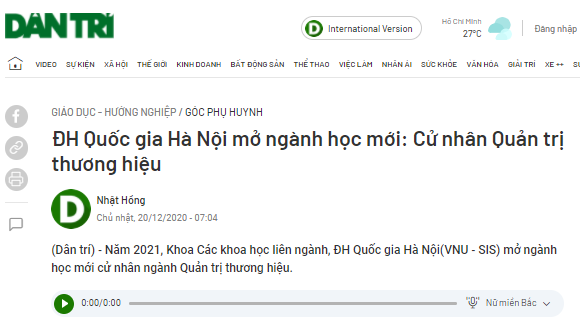 DÂN TRÍ
International Version
Hồ Chí Minh
27°C
Đăng nhập
VIDEO SỰ KIỆN XÃ HỘI THẾ GIỚI KINH DOANH BẤT ĐỘNG SẢN THỂ THAO VIỆC LÀM NHÂN ÁI SỨC KHỎE VĂN HÓA GIẢI TRÍ XE ++
GIÁO DỤC - HƯỚNG NGHIỆP / GÓC PHỤ HUYNH
ĐH Quốc gia Hà Nội mở ngành học mới: Cử nhân Quản trị
thương hiệu
Nhật Hồng
Chủ nhật, 20/12/2020 - 07:04
(Dân trí) - Năm 2021, Khoa Các khoa học liên ngành, ĐH Quốc gia Hà Nội(VNU - SIS) mở ngành
học mới cử nhân ngành Quản trị thương hiệu.
0:00/0:00 Nữ miền Bắc